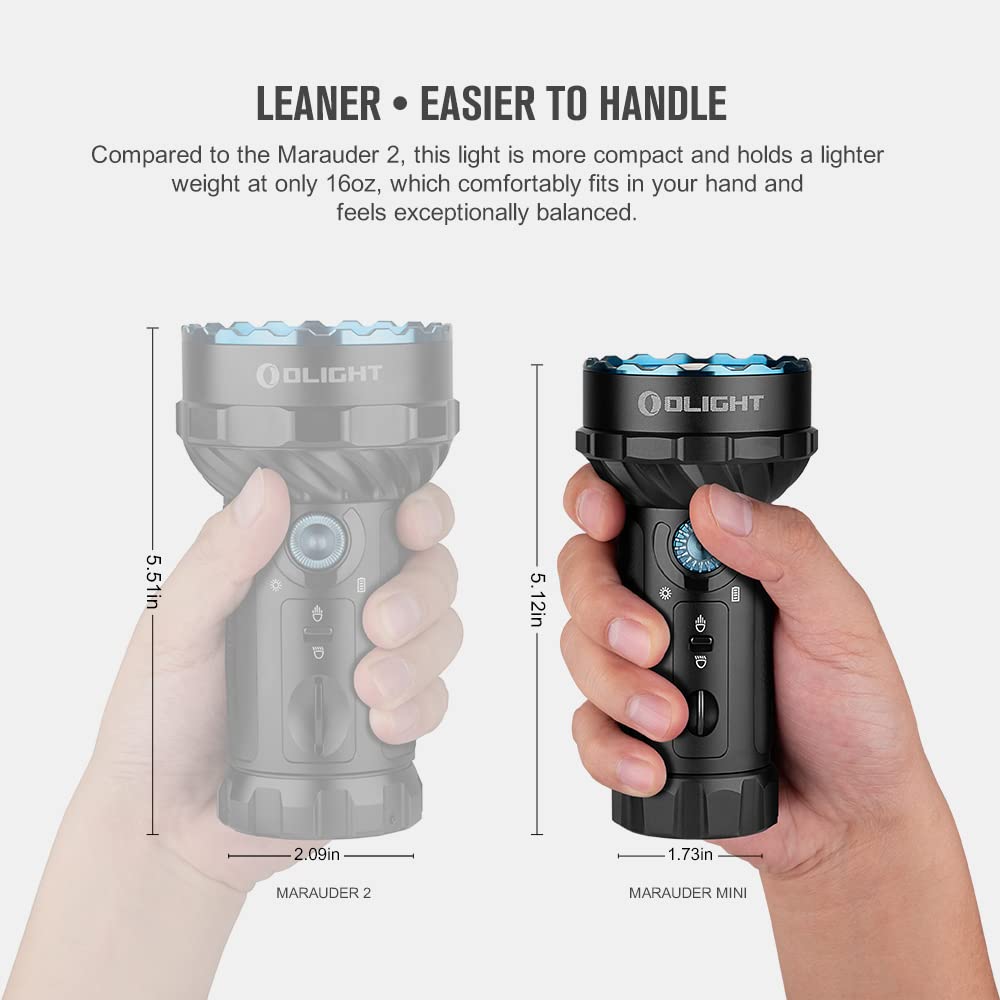 LEANER • EASIER TO HANDLE
Compared to the Marauder 2, this light is more compact and holds a lighter
weight at only 16oz, which comfortably fits in your hand and
feels exceptionally balanced.
OLIGHT
OLIGHT
5.51in
5.12in
2.09in
1.73in
MARAUDER 2
MARAUDER MINI